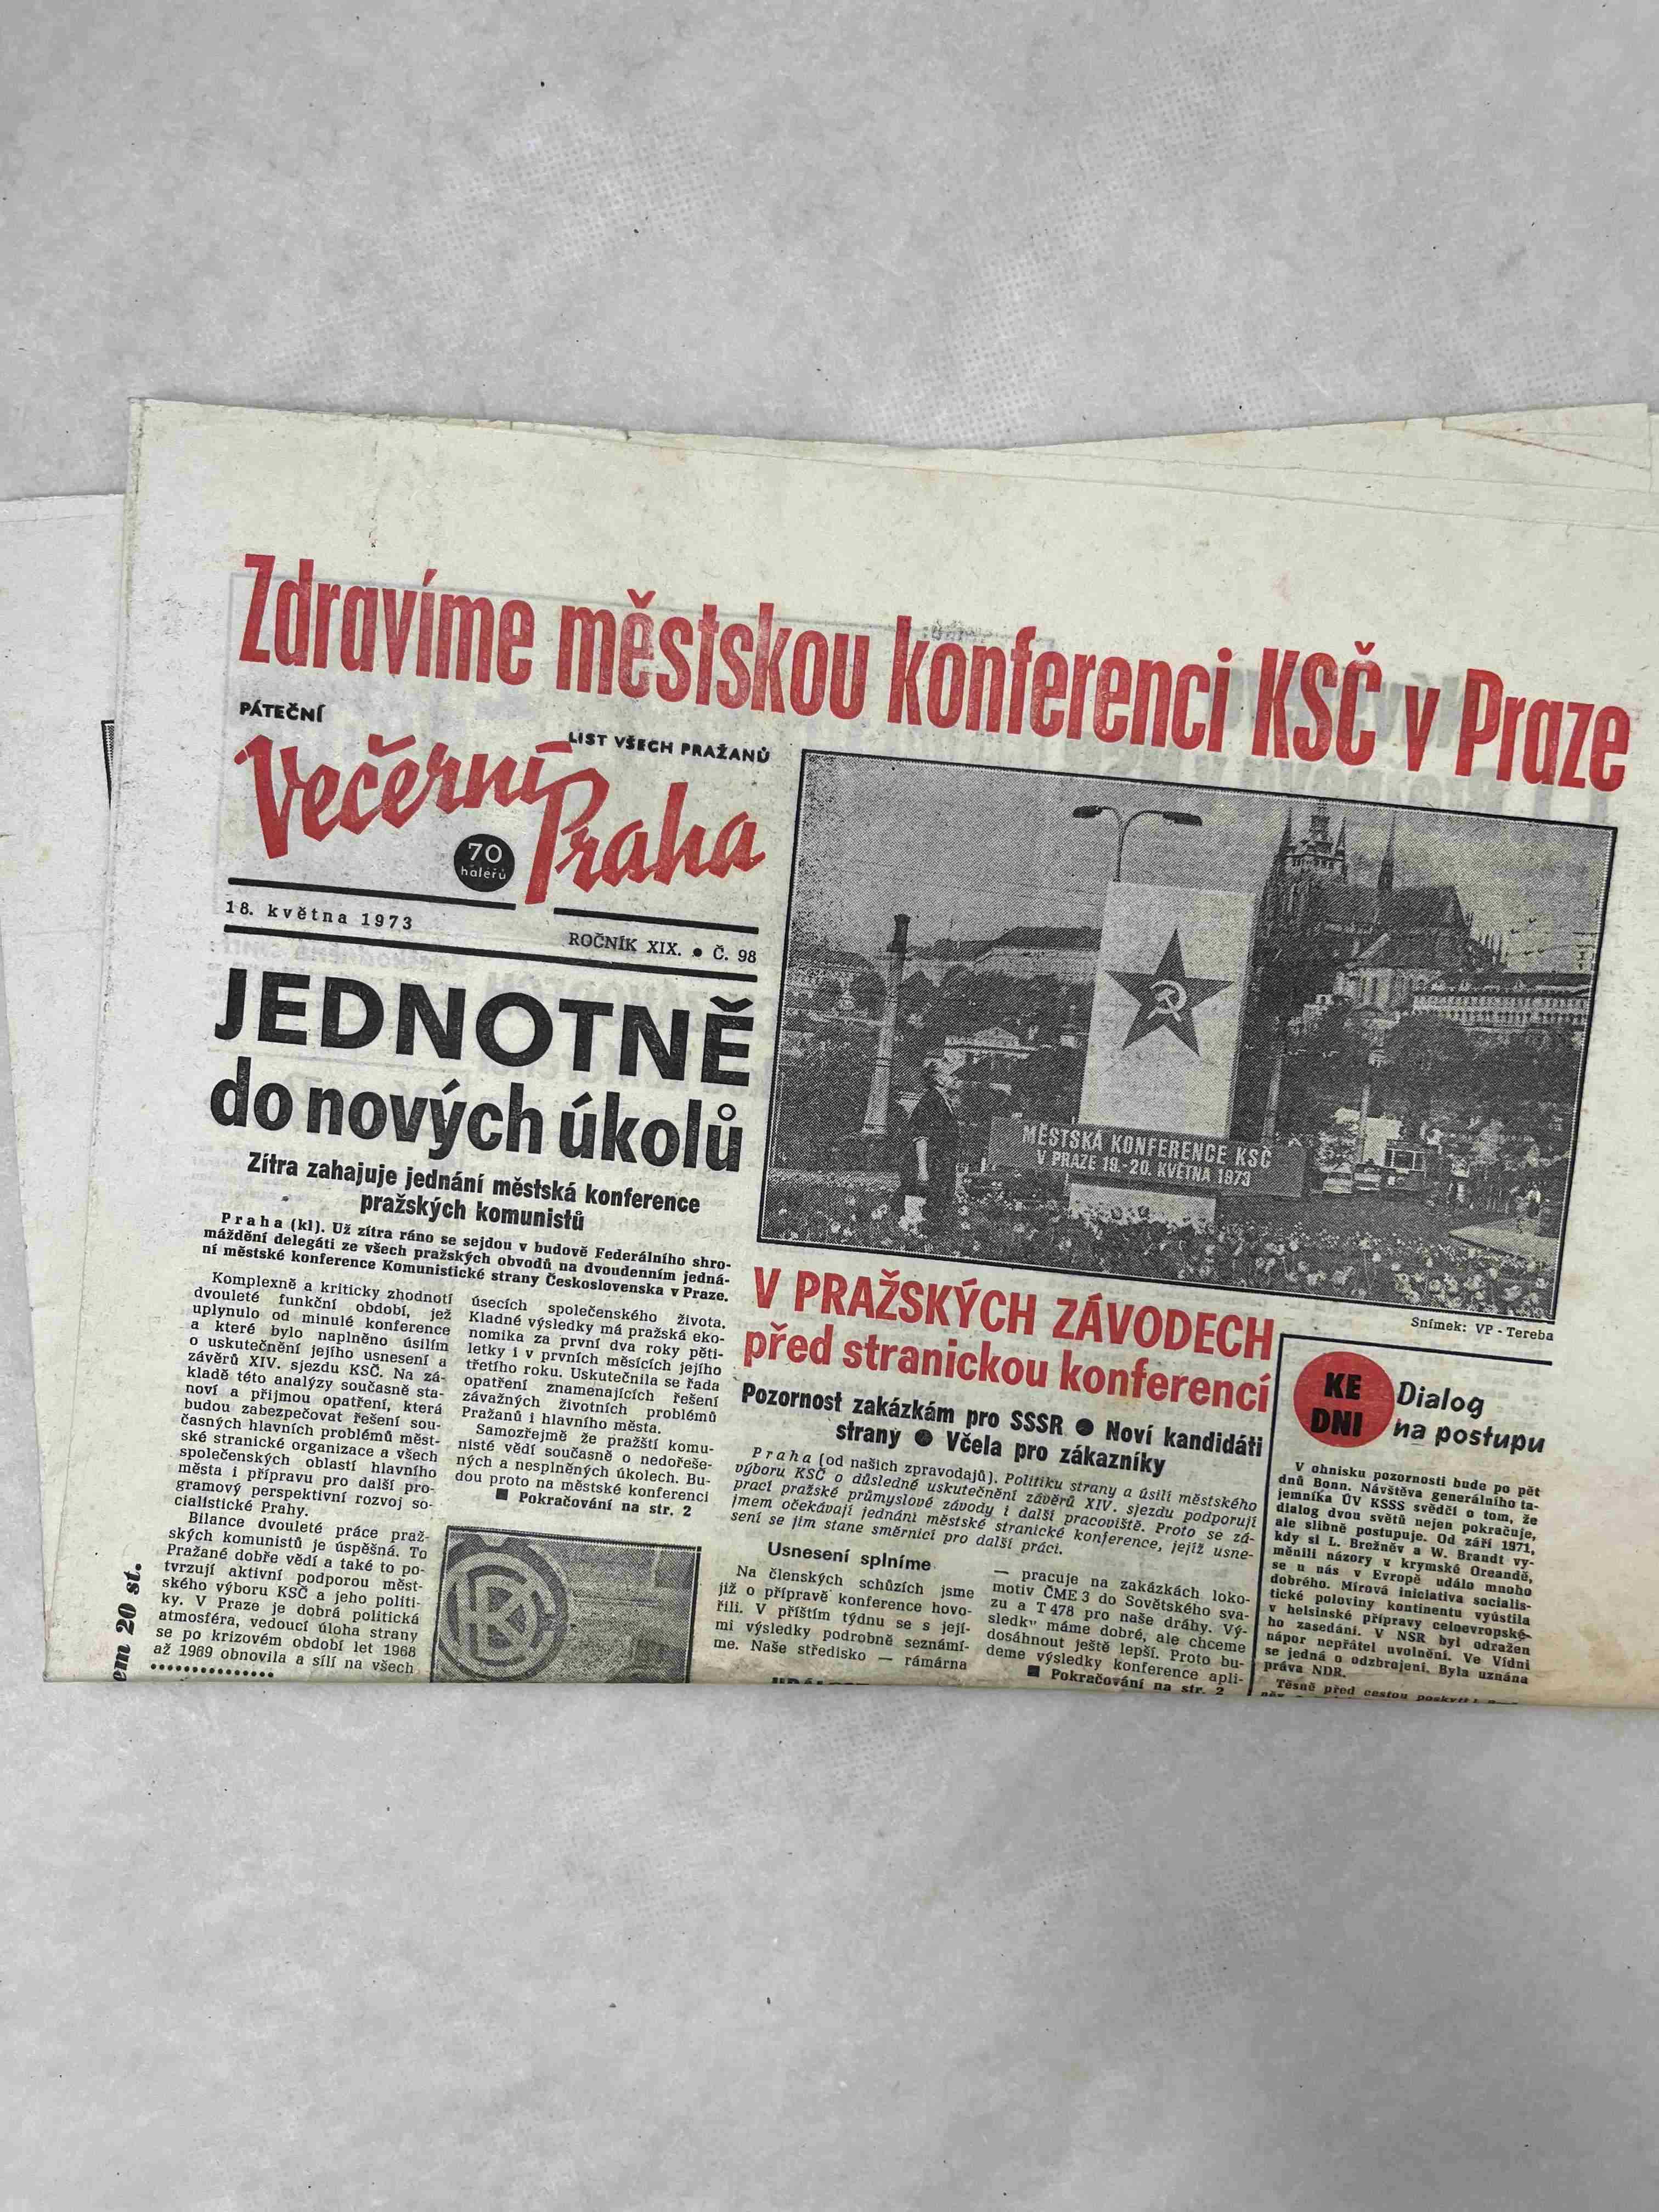 Zdravíme městskou konferenci KSČ v Praze
PÁTEČNÍ
LIST VŠECH PRAŽANŮ
Večerní
Praha
70
haléřů
18. května 1973
ROČNÍK XIX. ● Č. 98
JEDNOTNĚ
do nových úkolů
Zítra zahajuje jednání městská konference
pražských komunistů
Praha (kl). Už zítra ráno se sejdou v budově Federálního shro-
máždění delegáti ze všech pražských obvodů na dvoudenním jedná-
ní městské konference Komunistické strany Československa v Praze.
Komplexně a kriticky zhodnotí
dvouleté funkční období, jež
uplynulo od minulé konference
a které bylo naplněno úsilím
o uskutečnění jejího usnesení a
závěrů XIV. sjezdu KSČ. Na zá-
kladě této analýzy současně sta-
noví a přijmou opatření, která
budou zabezpečovat řešení sou-
časných hlavních problémů měst-
ské stranické organizace a všech
společenských oblastí hlavního
města i přípravu pro další pro-
gramový perspektivní rozvoj so-
cialistické Prahy.
Bilance dvouleté práce praž-
ských komunistů je úspěšná. To
Pražané dobře vědí a také to po-
tvrzují aktivní podporou měst-
ského výboru KSČ a jeho politi-
ky. V Praze je dobrá politická
atmosféra, vedoucí úloha strany
se po krizovém období let 1968
až 1969 obnovila a sílí na všech
úsecích společenského života.
Kladné výsledky má pražská eko-
nomika za první dva roky pěti-
letky i v prvních měsících jejího
třetího roku. Uskutečnila se řada
opatření znamenajících řešení
závažných životních problémů
Pražanů i hlavního města.
Samozřejmě že pražští komu-
nisté vědí současně o nedořeše-
ných a nesplněných úkolech. Bu-
dou proto na městské konferenci
■ Pokračování na str. 2
ČKD
em 20 st.
MĚSTSKÁ KONFERENCE KSČ
V PRAZE 19.-20. KVĚTNA 1973
Snímek: VP - Tereba
V PRAŽSKÝCH ZÁVODECH
před stranickou konferencí
Pozornost zakázkám pro SSSR ● Noví kandidáti
strany ● Včela pro zákazníky
Praha (od našich zpravodajů). Politiku strany a úsilí městského
výboru KSČ o důsledné uskutečnění závěrů XIV. sjezdu podporují
prací pražské průmyslové závody i další pracoviště. Proto se zá-
jmem očekávají jednání městské stranické konference, jejíž usne-
sení se jim stane směrnicí pro další práci.
Usnesení splníme
Na členských schůzích jsme
již o přípravě konference hovo-
řili. V příštím týdnu se s její-
mi výsledky podrobně seznámí-
me. Naše středisko — rámárna
— pracuje na zakázkách loko-
motiv ČME 3 do Sovětského sva-
zu a T 478 pro naše dráhy. Vý-
sledky máme dobré, ale chceme
dosáhnout ještě lepší. Proto bu-
deme výsledky konference apli-
■ Pokračování na str. 2
KE
DNI
Dialog
na postupu
V ohnisku pozornosti bude po pět
dnů Bonn. Návštěva generálního ta-
jemníka ÚV KSSS svědčí o tom, že
dialog dvou světů nejen pokračuje,
ale slibně postupuje. Od září 1971,
kdy si L. Brežněv a W. Brandt vy-
měnili názory v krymské Oreandě,
se u nás v Evropě událo mnoho
dobrého. Mírová iniciativa socialis-
tické poloviny kontinentu vyústila
v helsinské přípravy celoevropské-
ho zasedání. V NSR byl odražen
nápor nepřátel uvolnění. Ve Vídni
se jedná o odzbrojení. Byla uznána
práva NDR.
Těsně před cestou